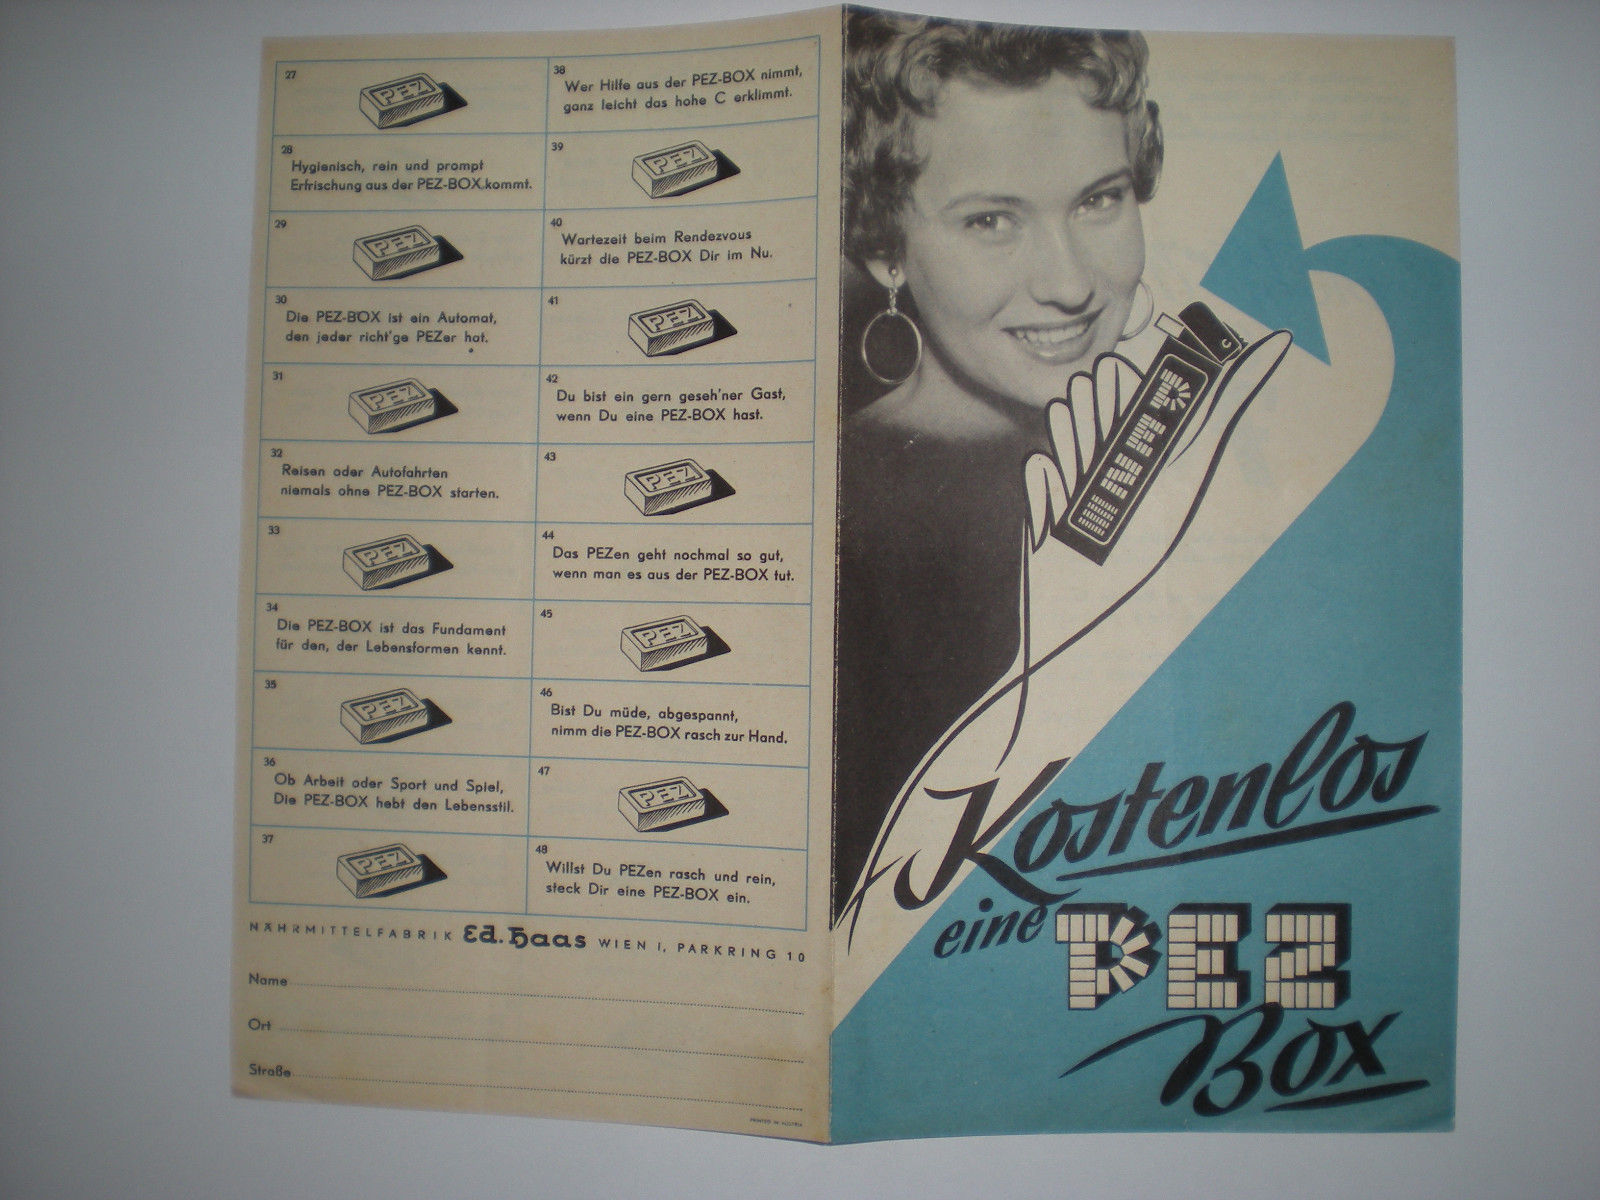 27
PEZ
28
Hygienisch, rein und prompt
Erfrischung aus der PEZ-BOX kommt.
29
PEZ
30
Die PEZ-BOX ist ein Automat,
den jeder richt'ge PEZer hat.
31
PEZ
32
Reisen oder Autofahrten
niemals ohne PEZ-BOX starten.
33
PEZ
34
Die PEZ-BOX ist das Fundament
für den, der Lebensformen kennt.
35
PEZ
36
Ob Arbeit oder Sport und Spiel,
Die PEZ-BOX hebt den Lebensstil.
37
PEZ
38
Wer Hilfe aus der PEZ-BOX nimmt,
ganz leicht das hohe C erklimmt.
39
PEZ
40
Wartezeit beim Rendezvous
kürzt die PEZ-BOX Dir im Nu.
41
PEZ
42
Du bist ein gern geseh'ner Gast,
wenn Du eine PEZ-BOX hast.
43
PEZ
44
Das PEZen geht nochmal so gut,
wenn man es aus der PEZ-BOX tut.
45
PEZ
46
Bist Du müde, abgespannt,
nimm die PEZ-BOX rasch zur Hand.
47
PEZ
48
Willst Du PEZen rasch und rein,
steck Dir eine PEZ-BOX ein.
NÄHRMITTELFABRIK Ed. Haas WIEN I, PARKRING 10
Name
Ort
Straße
PRINTED IN AUSTRIA
PEZ
Kostenlos
eine PEZ
Box